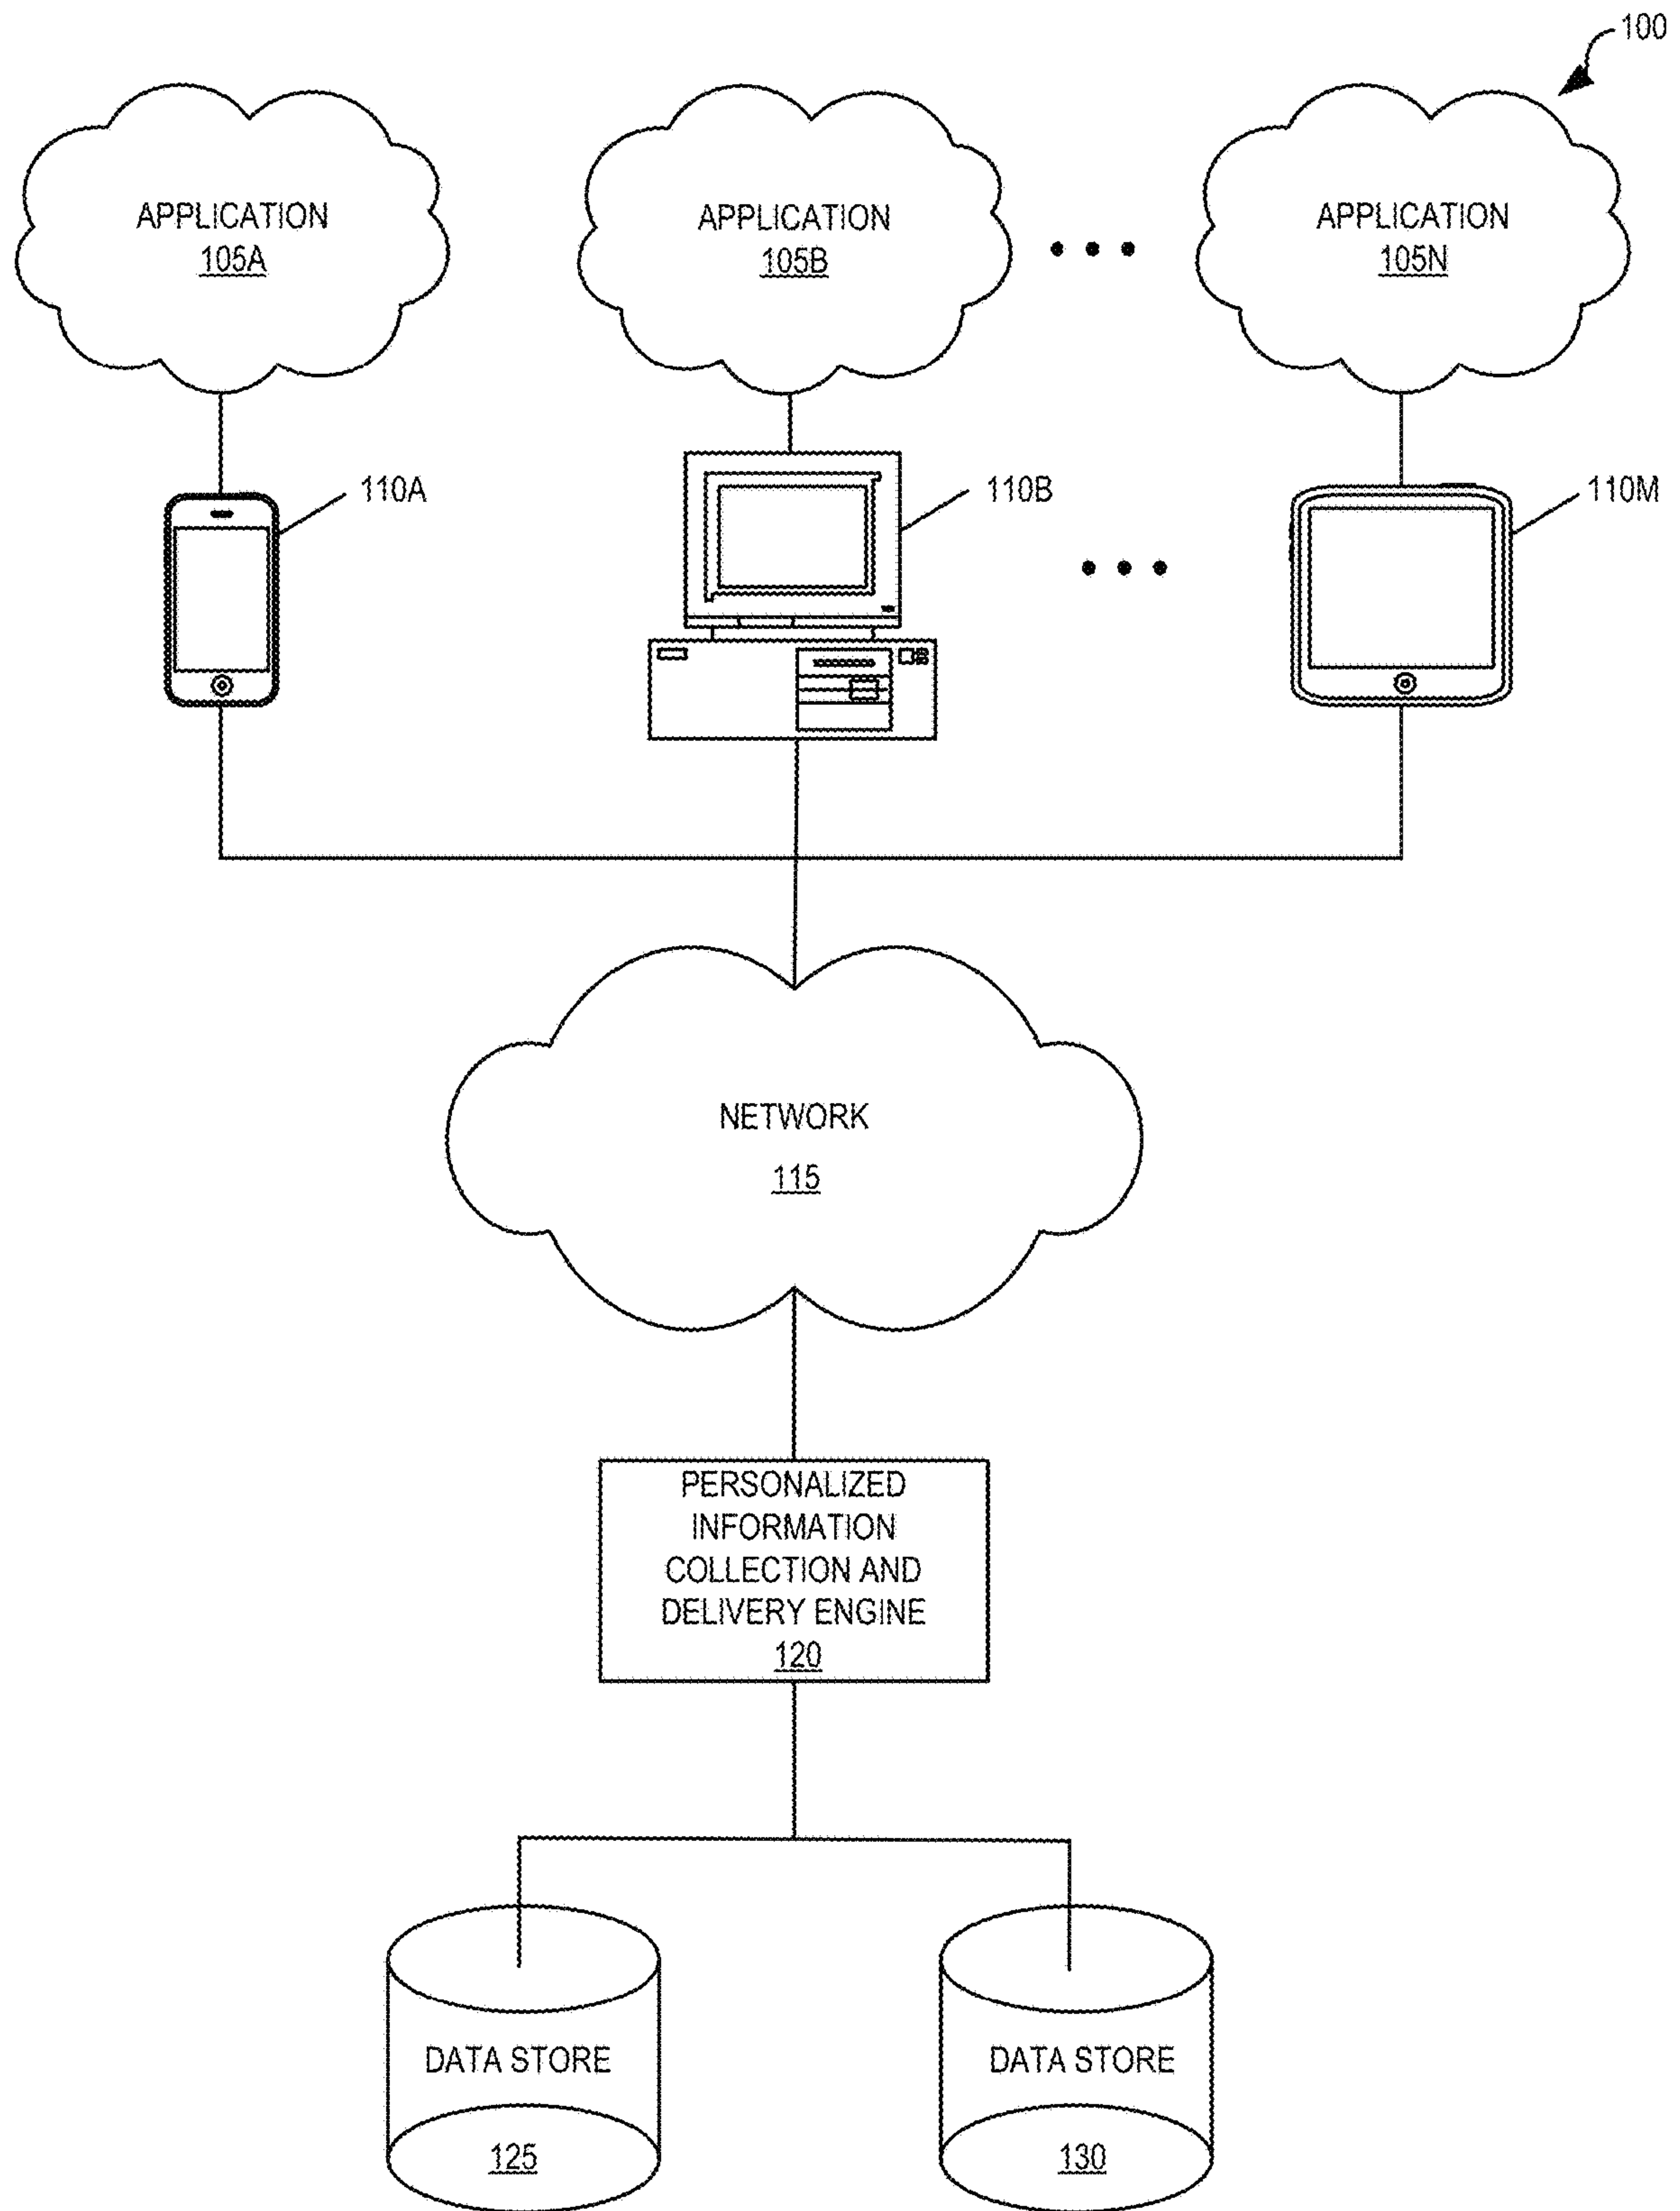 100
APPLICATION
105A
APPLICATION
105B
APPLICATION
105N
110A
110B
110M
NETWORK
115
PERSONALIZED
INFORMATION
COLLECTION AND
DELIVERY ENGINE
120
DATA STORE
125
DATA STORE
130